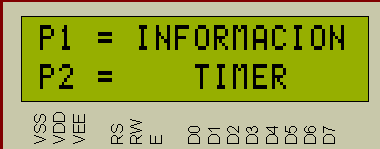 P1 = INFORMACION
P2 = TIMER
VSS VDD VEE RS RW E D0 D1 D2 D3 D4 D5 D6 D7